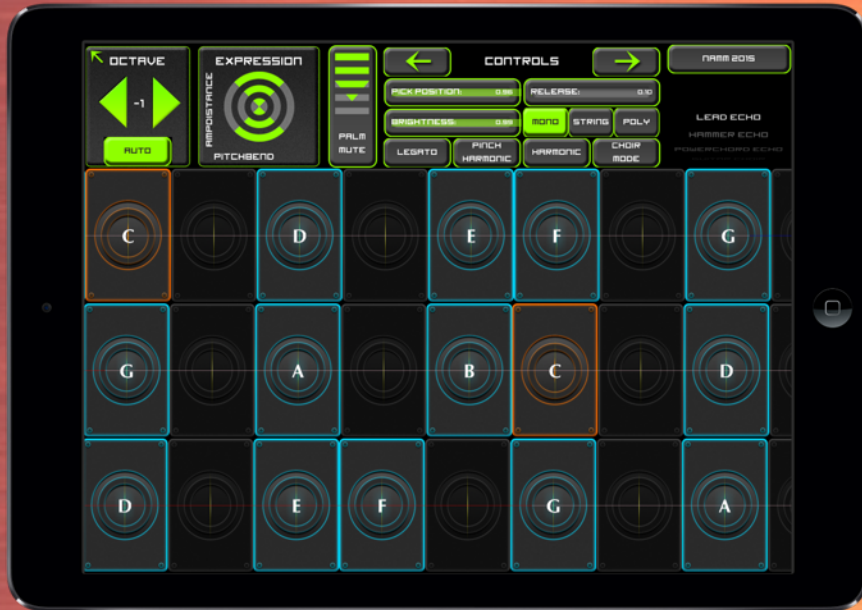 OCTAVE
-1
AUTO
EXPRESSION
AMPDISTANCE
PITCHBEND
PALM
MUTE
CONTROLS
PICK POSITION: 0.96
RELEASE: 0.10
BRIGHTNESS: 0.99
MONO
STRING
POLY
LEGATO
PINCH
HARMONIC
HARMONIC
CHOIR
MODE
NAMM 2015
LEAD ECHO
HAMMER ECHO
POWERCHORD ECHO
C D E F G
G A B C D
D E F G A